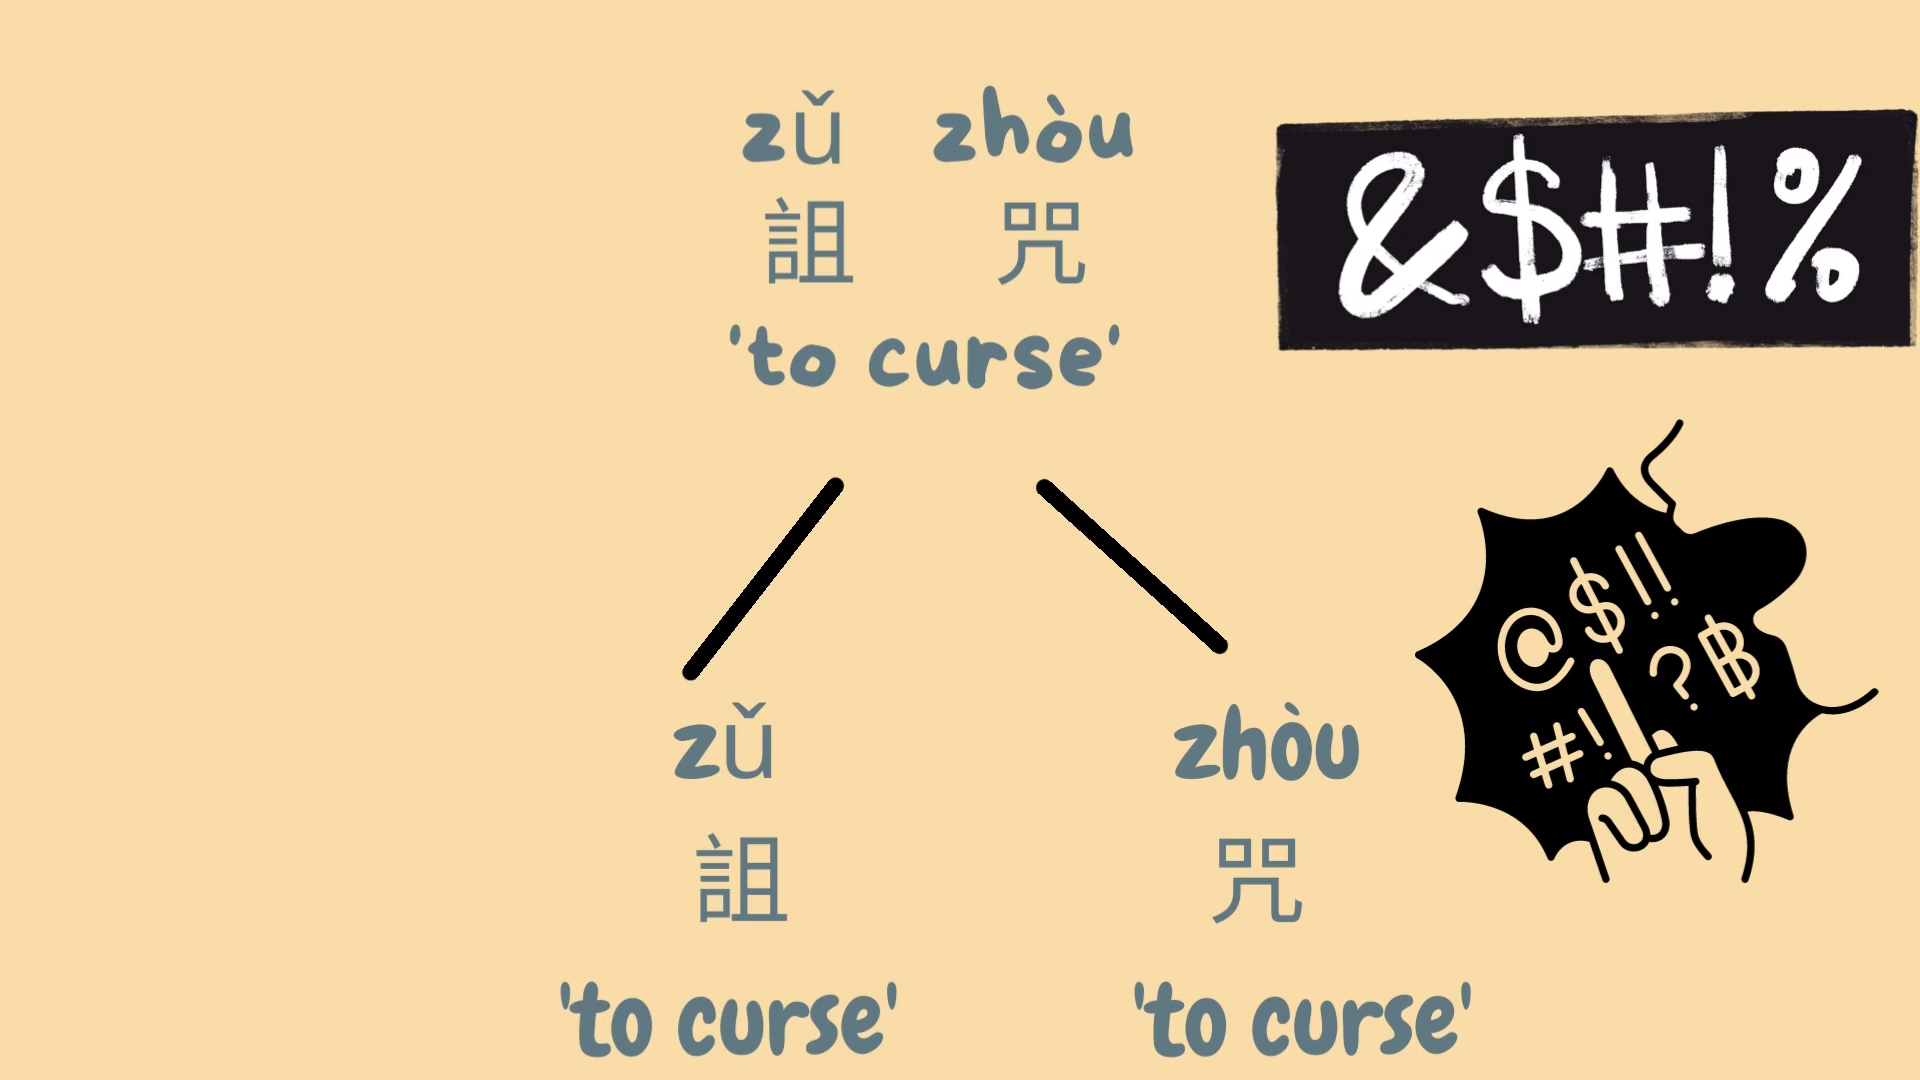 zǔ zhòu
詛 咒
'to curse'
&$#!%
@$!!
?฿
#!
zǔ zhòu
詛 咒
'to curse' 'to curse'